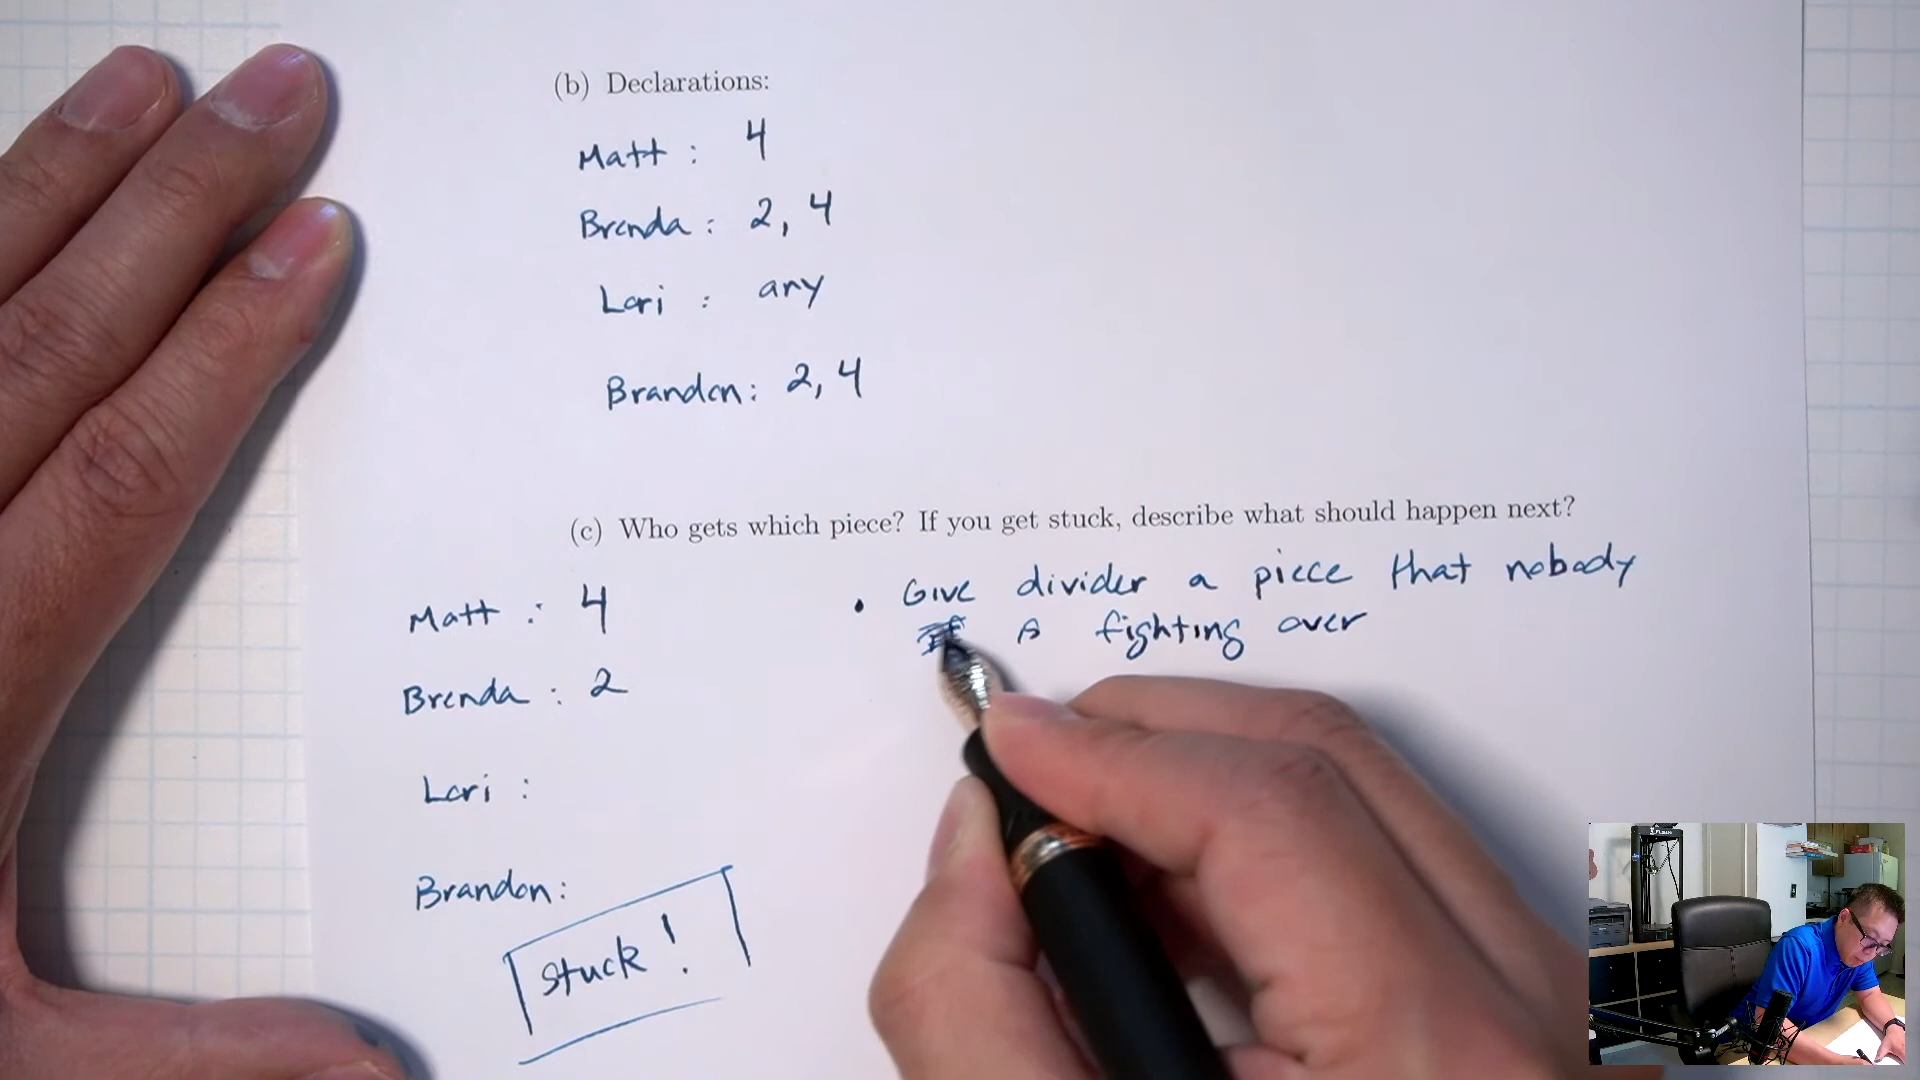 (b) Declarations:
Matt : 4
Brenda : 2, 4
Lori : any
Brandon: 2, 4
(c) Who gets which piece? If you get stuck, describe what should happen next?
Matt : 4
Brenda : 2
Lori :
Brandon:
stuck!
• Give divider a piece that nobody
is fighting over